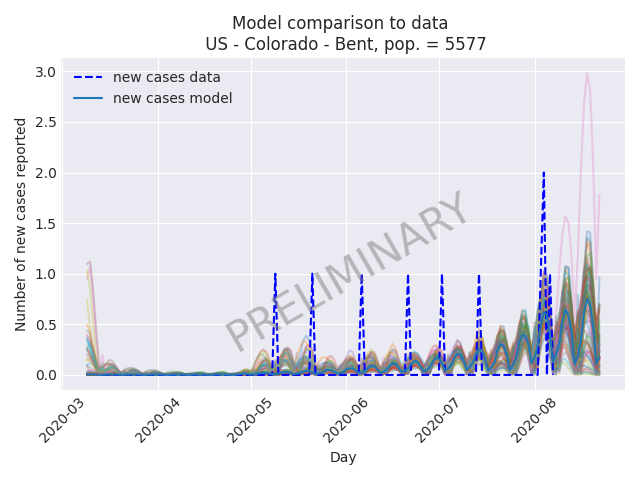 Model comparison to data
US - Colorado - Bent, pop. = 5577
new cases data
new cases model
PRELIMINARY
Number of new cases reported
3.0
2.5
2.0
1.5
1.0
0.5
0.0
2020-03
2020-04
2020-05
2020-06
2020-07
2020-08
Day